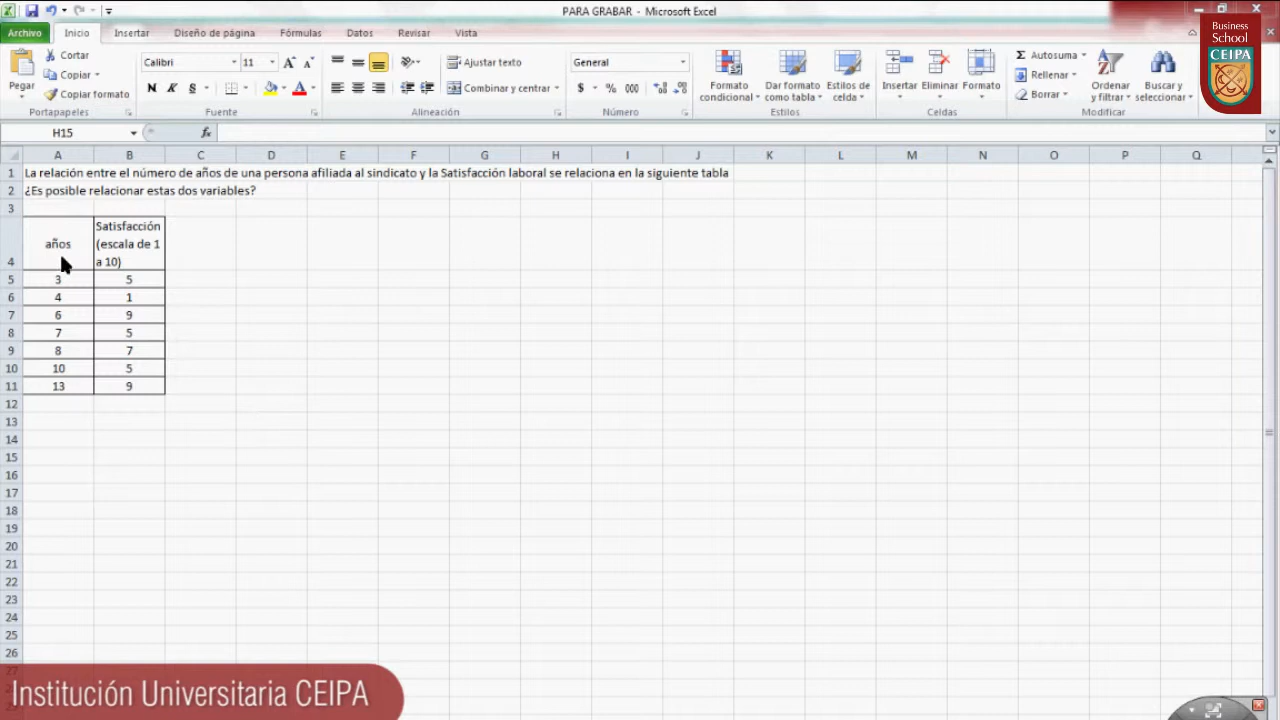 PARA GRABAR - Microsoft Excel
Archivo Inicio Insertar Diseño de página Fórmulas Datos Revisar Vista
Business
School
CEIPA
Pegar
Cortar
Copiar
Copiar formato
Portapapeles
Calibri 11
N K S
Fuente
Ajustar texto
Combinar y centrar
Alineación
General
$ % 000
Número
Formato
condicional
Dar formato
como tabla
Estilos de
celda
Estilos
Insertar Eliminar Formato
Celdas
Autosuma
Rellenar
Borrar
Ordenar
y filtrar
Buscar y
seleccionar
Modificar
H15 fx
A B C D E F G H I J K L M N O P Q
1 La relación entre el número de años de una persona afiliada al sindicato y la Satisfacción laboral se relaciona en la siguiente tabla
2 ¿Es posible relacionar estas dos variables?
3
4 años Satisfacción
(escala de 1
a 10)
5 3 5
6 4 1
7 6 9
8 7 5
9 8 7
10 10 5
11 13 9
12
13
14
15
16
17
18
19
20
21
22
23
24
25
26
Institución Universitaria CEIPA